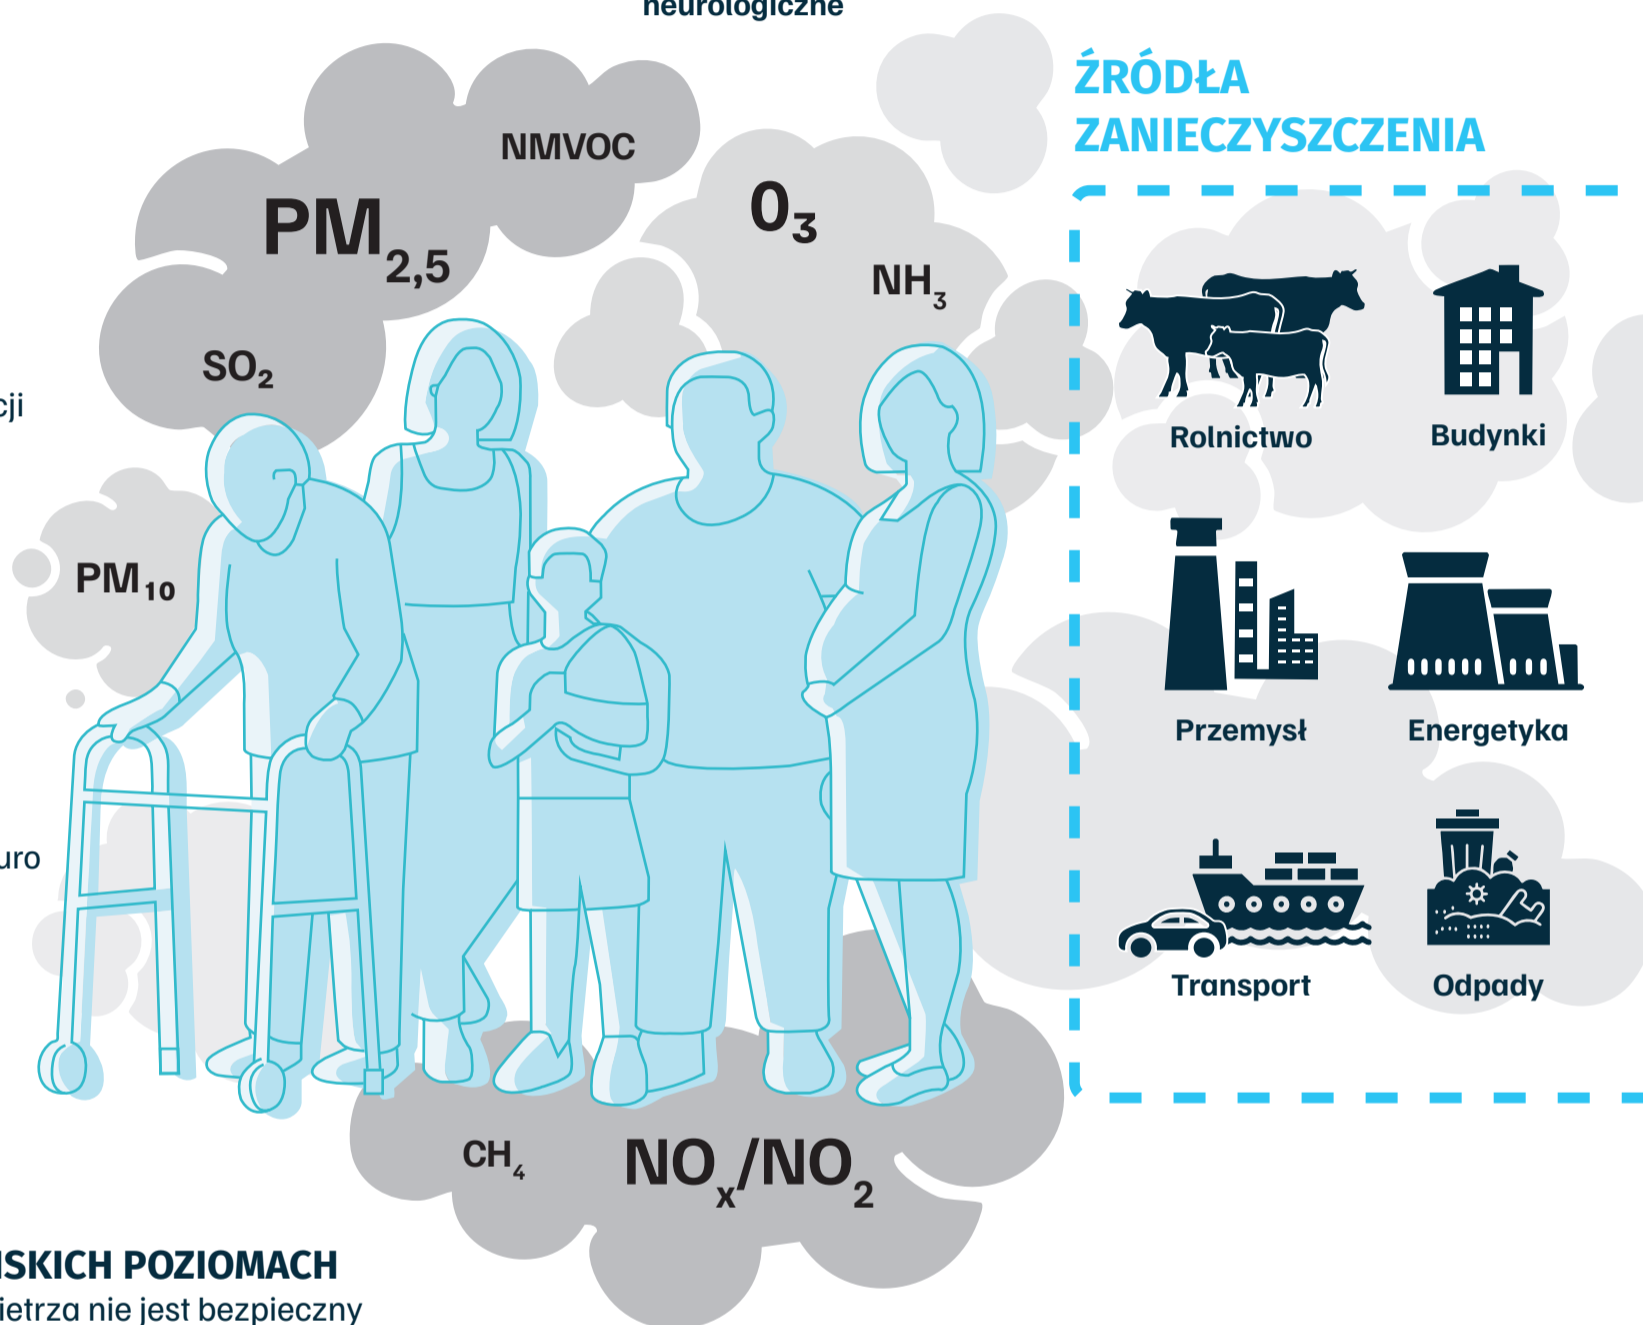 neurologiczne
ŹRÓDŁA
ZANIECZYSZCZENIA
NMVOC
PM2,5
O3
NH3
SO2
cji
PM10
Rolnictwo
Budynki
Przemysł
Energetyka
uro
Transport
Odpady
CH4
NOx/NO2
ISKICH POZIOMACH
ietrza nie jest bezpieczny